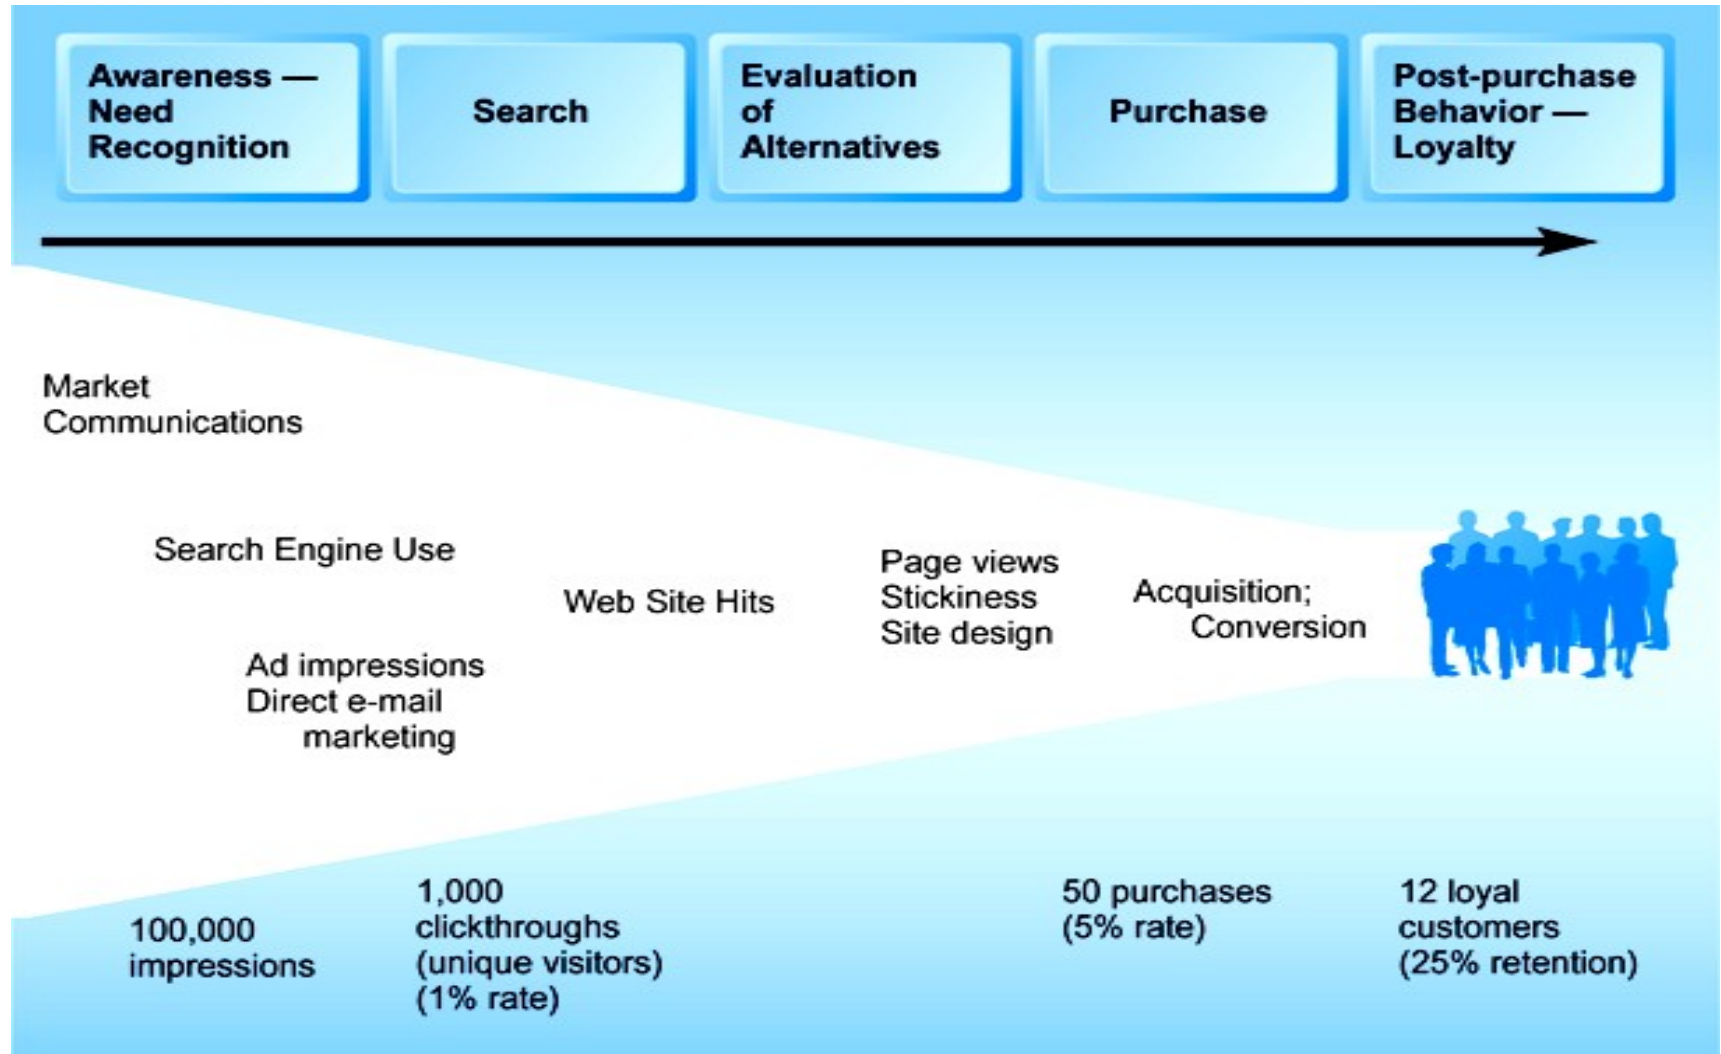 Awareness —
Need
Recognition
Search
Evaluation
of
Alternatives
Purchase
Post-purchase
Behavior —
Loyalty
Market
Communications
Search Engine Use
Web Site Hits
Ad impressions
Direct e-mail
marketing
Page views
Stickiness
Site design
Acquisition;
Conversion
100,000
impressions
1,000
clickthroughs
(unique visitors)
(1% rate)
50 purchases
(5% rate)
12 loyal
customers
(25% retention)